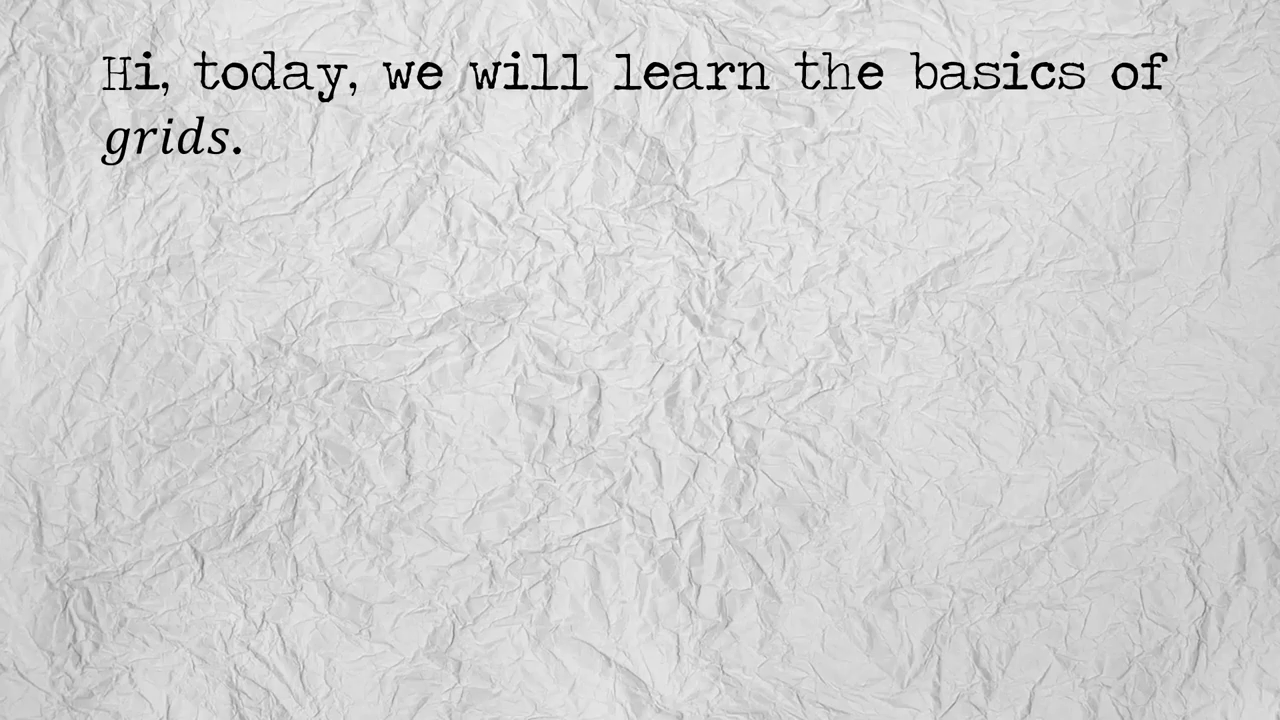 Hi, today, we will learn the basics of
grids.